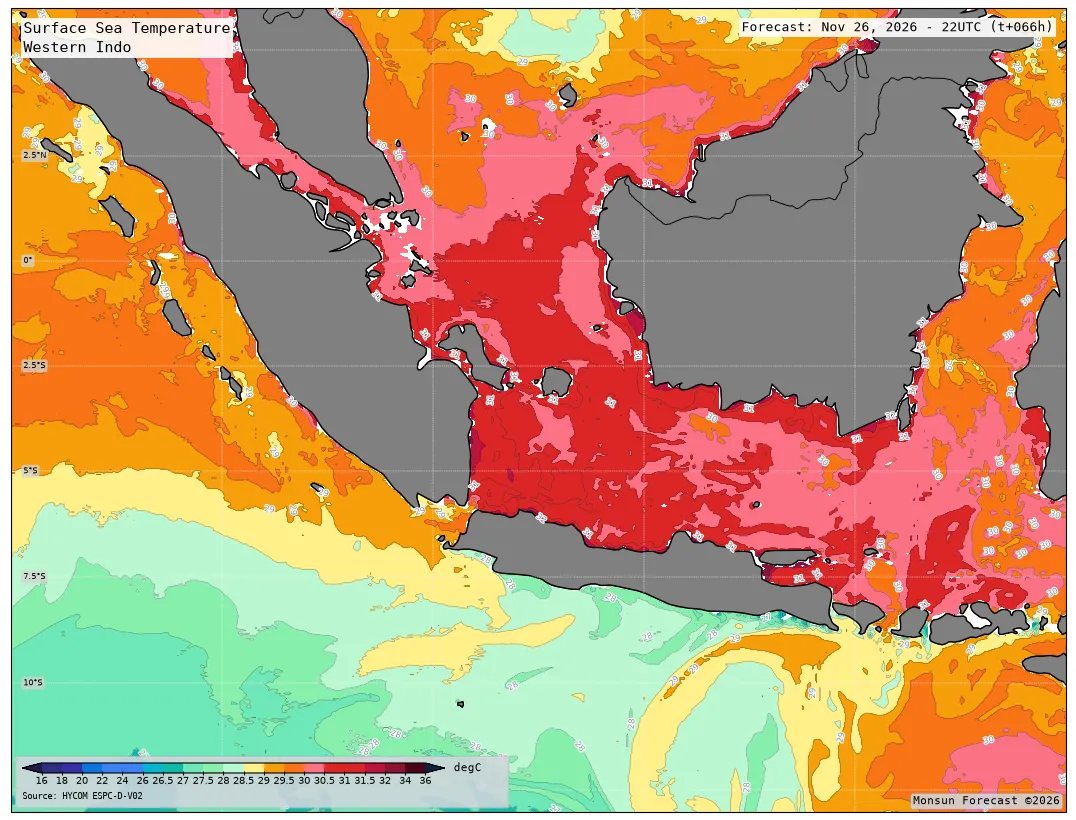 Surface Sea Temperature
Western Indo
Forecast: Nov 26, 2026 - 22UTC (t+066h)
2.5°N
0°
2.5°S
5°S
7.5°S
10°S
degC
16 18 20 22 24 26 26.5 27 27.5 28 28.5 29 29.5 30 30.5 31 31.5 32 34 36
Source: HYCOM ESPC-D-V02
Monsun Forecast ©2026